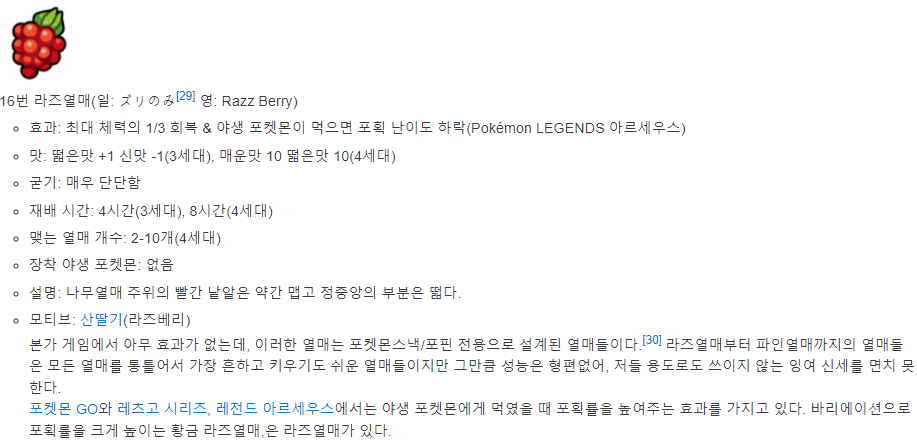 16번 라즈열매(일: ズリのみ[29] 영: Razz Berry)
효과: 최대 체력의 1/3 회복 & 야생 포켓몬이 먹으면 포획 난이도 하락(Pokémon LEGENDS 아르세우스)
맛: 떫은맛 +1 신맛 -1(3세대), 매운맛 10 떫은맛 10(4세대)
굳기: 매우 단단함
재배 시간: 4시간(3세대), 8시간(4세대)
맺는 열매 개수: 2-10개(4세대)
장착 야생 포켓몬: 없음
설명: 나무열매 주위의 빨간 낱알은 약간 맵고 정중앙의 부분은 떫다.
모티브: 산딸기(라즈베리)
본가 게임에서 아무 효과가 없는데, 이러한 열매는 포켓몬스낵/포핀 전용으로 설계된 열매들이다.[30] 라즈열매부터 파인열매까지의 열매들
은 모든 열매를 통틀어서 가장 흔하고 키우기도 쉬운 열매들이지만 그만큼 성능은 형편없어, 저들 용도로도 쓰이지 않는 잉여 신세를 면치 못
한다.
포켓몬 GO와 레츠고 시리즈, 레전드 아르세우스에서는 야생 포켓몬에게 먹였을 때 포획률을 높여주는 효과를 가지고 있다. 바리에이션으로
포획률을 크게 높이는 황금 라즈열매,은 라즈열매가 있다.